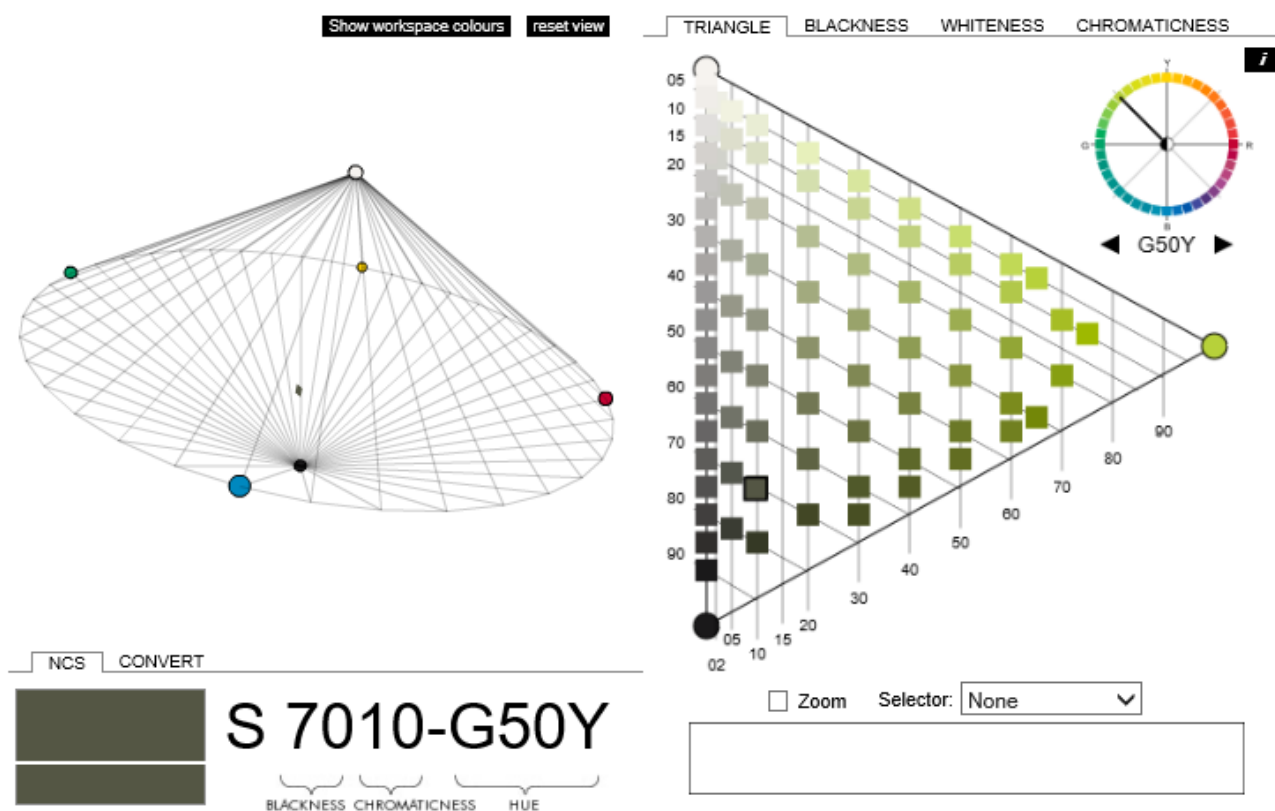 Show workspace colours reset view
TRIANGLE BLACKNESS WHITENESS CHROMATICNESS
i
05
10
15
20
30
40
50
60
70
80
90
Y
G
R
B
G50Y
90
80
70
60
50
40
30
20
15
10
05
02
NCS CONVERT
S 7010-G50Y
BLACKNESS CHROMATICNESS HUE
Zoom Selector: None